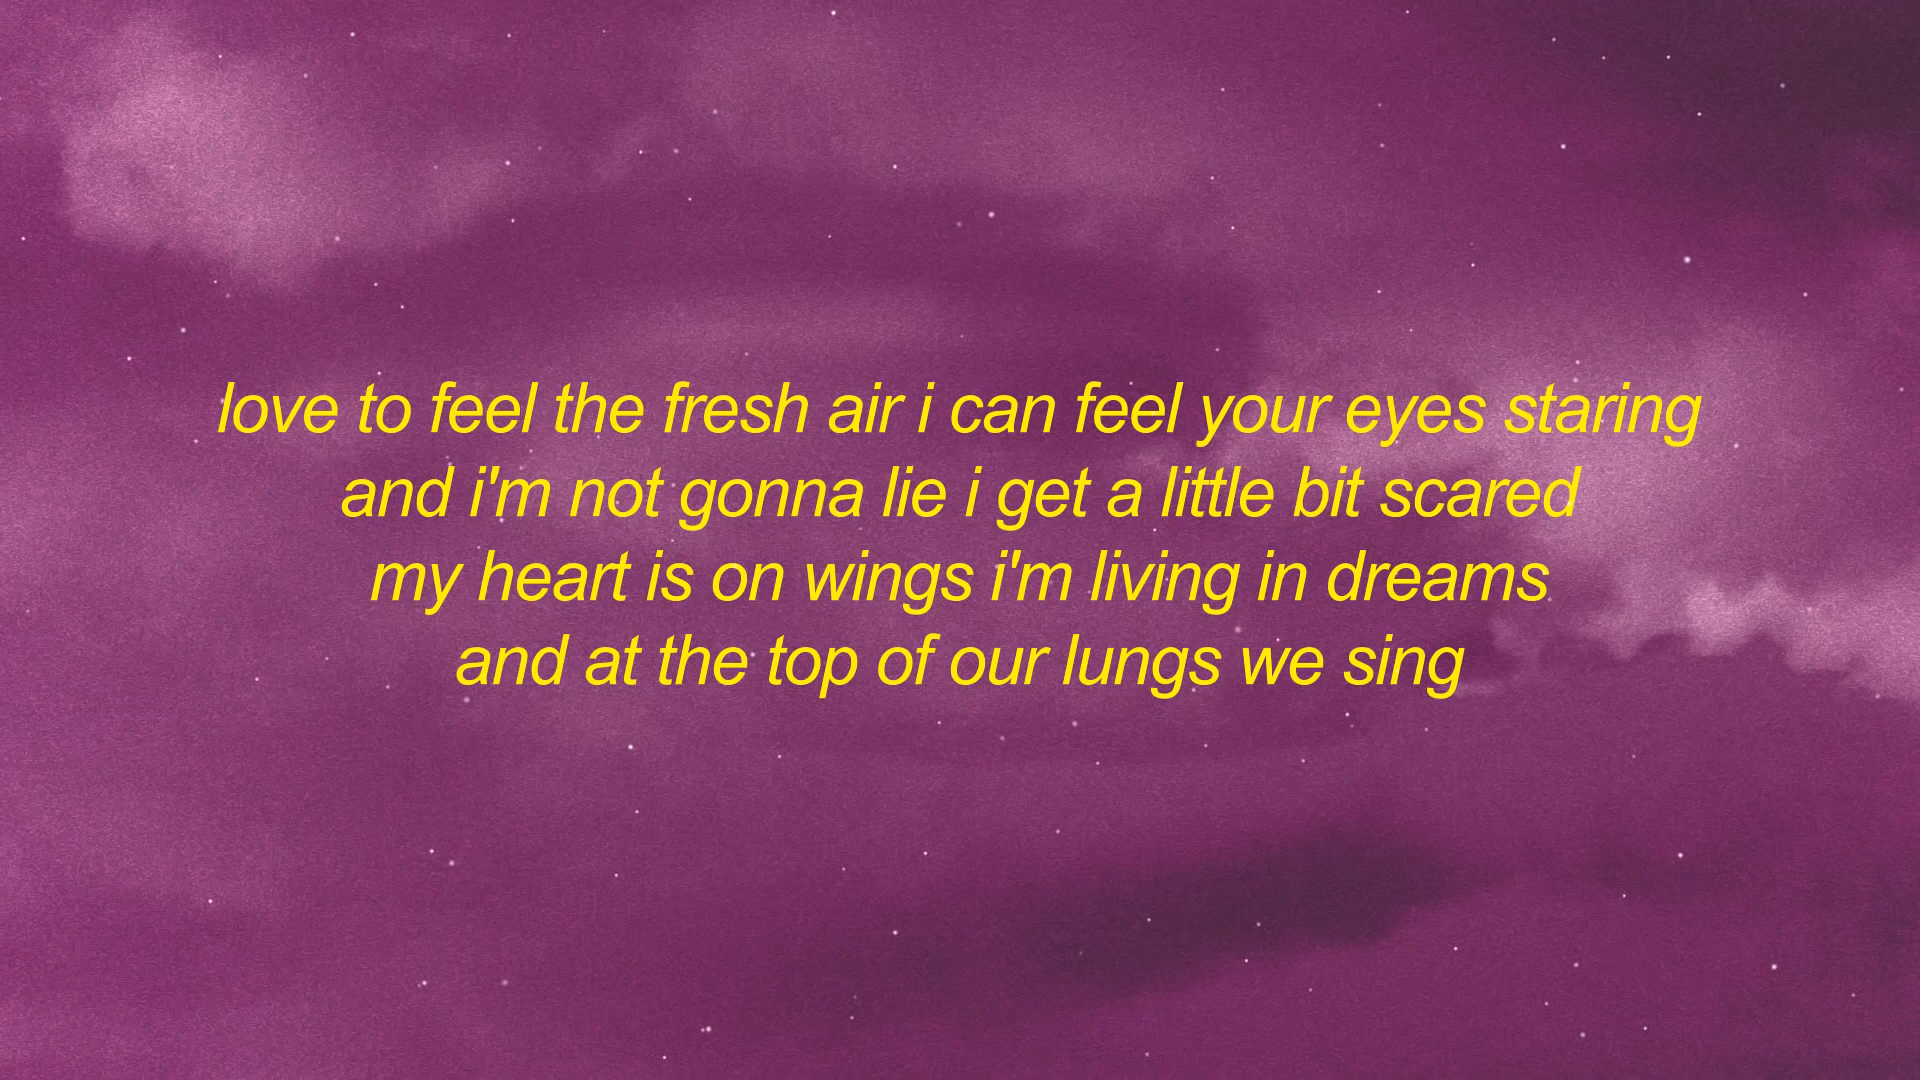 love to feel the fresh air i can feel your eyes staring
and i'm not gonna lie i get a little bit scared
my heart is on wings i'm living in dreams
and at the top of our lungs we sing